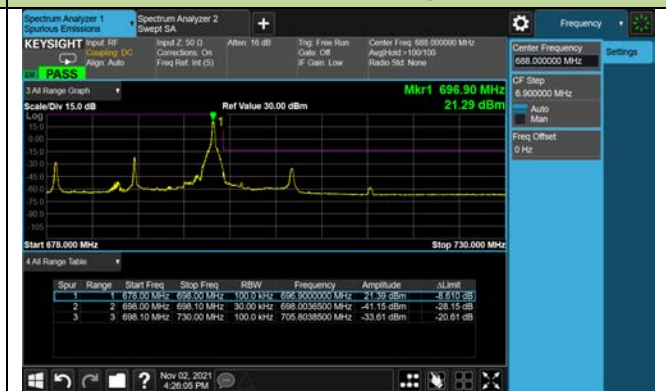 Spectrum Analyzer 1
Spurious Emissions
Spectrum Analyzer 2
Swept SA
+
Frequency
KEYSIGHT
Input: RF
Coupling: DC
Align: Auto
Input Z: 50 Ω
Corrections: On
Freq Ref: Int (S)
Atten: 16 dB
Trig: Free Run
Gate: Off
IF Gain: Low
Center Freq: 688.000000 MHz
Avg|Hold:>100/100
Radio Std: None
PASS
Center Frequency
688.000000 MHz
Settings
CF Step
6.900000 MHz
Auto
Man
Freq Offset
0 Hz
3 All Range Graph
Mkr1 696.90 MHz
Scale/Div 15.0 dB
Ref Value 30.00 dBm
21.29 dBm
Log
15.0
0.00
-15.0
-30.0
-45.0
-60.0
-75.0
-90.0
-105
1
Start 678.000 MHz
Stop 730.000 MHz
4 All Range Table
Spur Range Start Freq Stop Freq RBW Frequency Amplitude ΔLimit
1 1 678.00 MHz 698.00 MHz 100.0 kHz 696.9000000 MHz 21.39 dBm -8.610 dB
2 2 698.00 MHz 698.10 MHz 30.00 kHz 698.0036500 MHz -41.15 dBm -28.15 dB
3 3 698.10 MHz 730.00 MHz 100.0 kHz 705.8038500 MHz -33.61 dBm -20.61 dB
?
Nov 02, 2021
4:26:05 PM